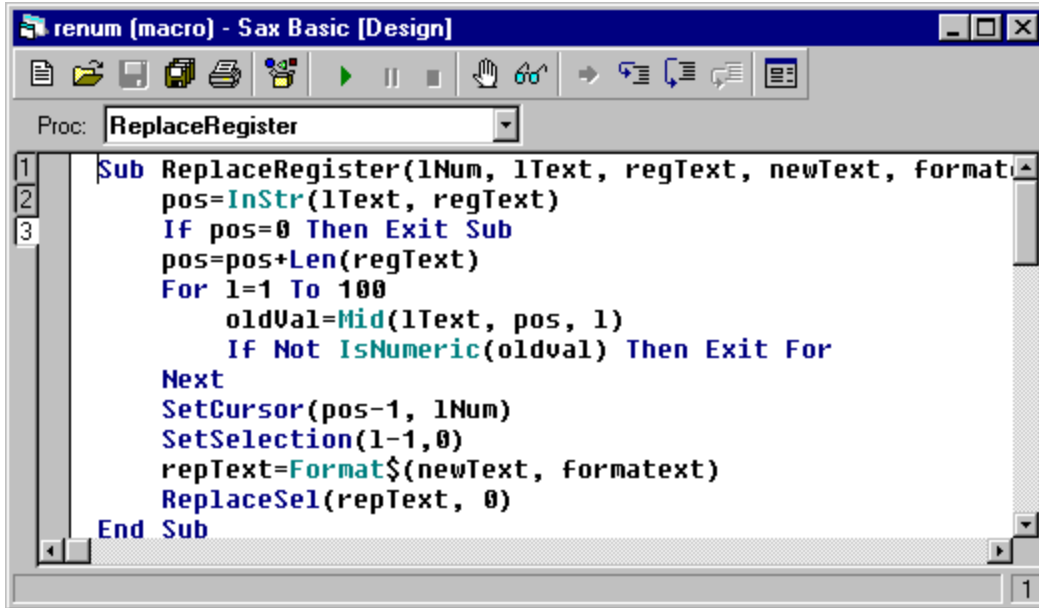 renum (macro) - Sax Basic [Design]
Proc: ReplaceRegister
1
2
3
Sub ReplaceRegister(lNum, lText, regText, newText, format
pos=InStr(lText, regText)
If pos=0 Then Exit Sub
pos=pos+Len(regText)
For l=1 To 100
oldVal=Mid(lText, pos, l)
If Not IsNumeric(oldval) Then Exit For
Next
SetCursor(pos-1, lNum)
SetSelection(l-1,0)
repText=Format$(newText, formatext)
ReplaceSel(repText, 0)
End Sub
1